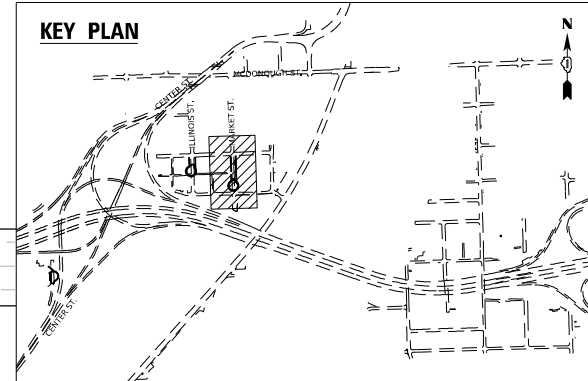 KEY PLAN
N
MCDONOUGH ST.
CENTER ST.
ILLINOIS ST.
MARKET ST.
CENTER ST.